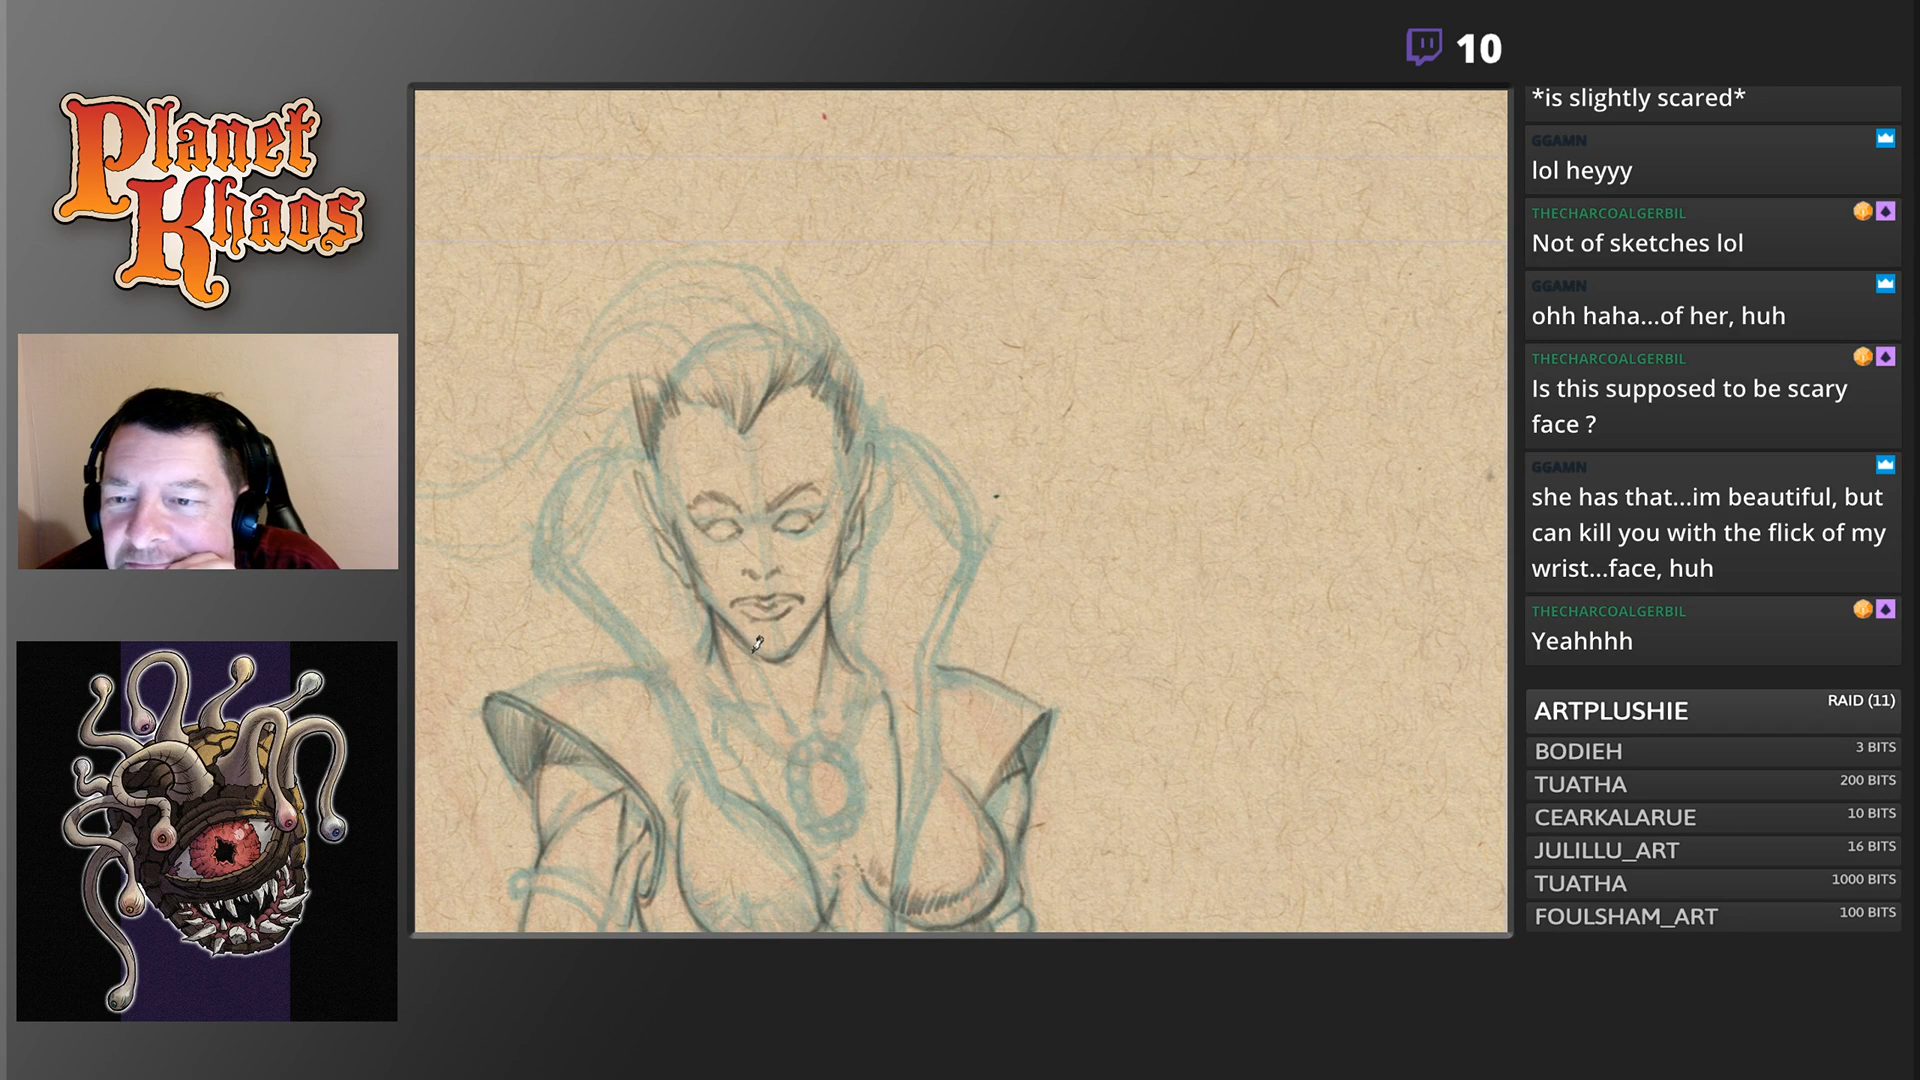 10
Planet
Khaos
*is slightly scared*
GGAMN
lol heyyy
THECHARCOALGERBIL
Not of sketches lol
GGAMN
ohh haha...of her, huh
THECHARCOALGERBIL
Is this supposed to be scary
face ?
GGAMN
she has that...im beautiful, but
can kill you with the flick of my
wrist...face, huh
THECHARCOALGERBIL
Yeahhhh
ARTPLUSHIE RAID (11)
BODIEH 3 BITS
TUATHA 200 BITS
CEARKALARUE 10 BITS
JULILLU_ART 16 BITS
TUATHA 1000 BITS
FOULSHAM_ART 100 BITS